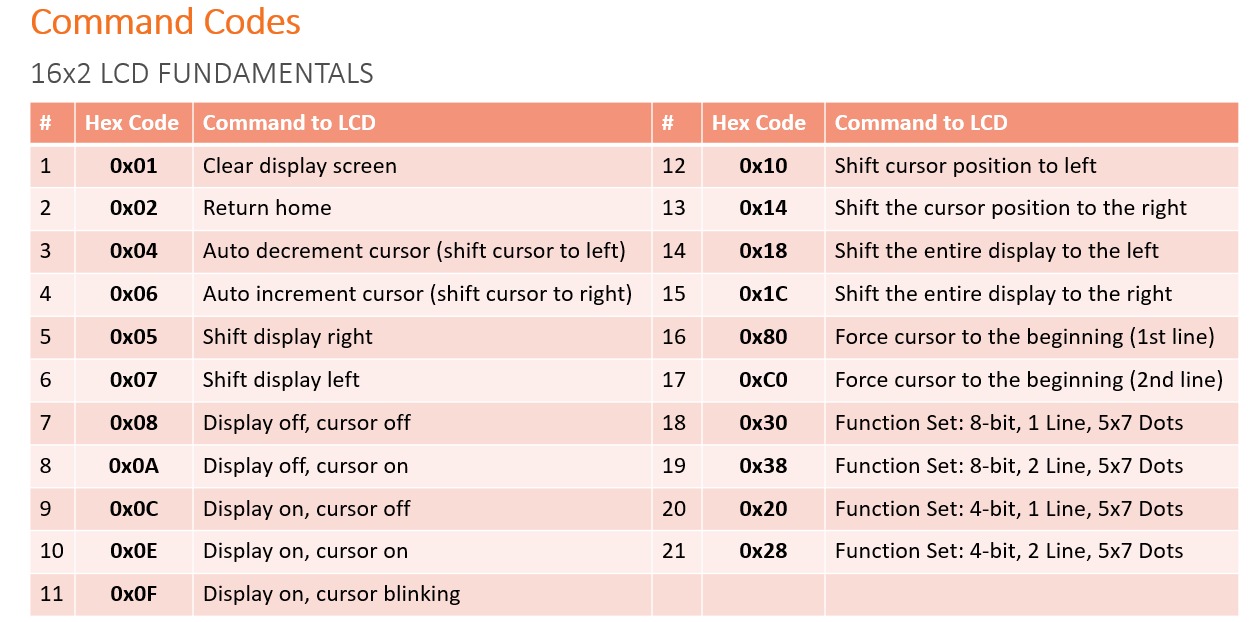 Command Codes
16x2 LCD FUNDAMENTALS
# Hex Code Command to LCD # Hex Code Command to LCD
1 0x01 Clear display screen 12 0x10 Shift cursor position to left
2 0x02 Return home 13 0x14 Shift the cursor position to the right
3 0x04 Auto decrement cursor (shift cursor to left) 14 0x18 Shift the entire display to the left
4 0x06 Auto increment cursor (shift cursor to right) 15 0x1C Shift the entire display to the right
5 0x05 Shift display right 16 0x80 Force cursor to the beginning (1st line)
6 0x07 Shift display left 17 0xC0 Force cursor to the beginning (2nd line)
7 0x08 Display off, cursor off 18 0x30 Function Set: 8-bit, 1 Line, 5x7 Dots
8 0x0A Display off, cursor on 19 0x38 Function Set: 8-bit, 2 Line, 5x7 Dots
9 0x0C Display on, cursor off 20 0x20 Function Set: 4-bit, 1 Line, 5x7 Dots
10 0x0E Display on, cursor on 21 0x28 Function Set: 4-bit, 2 Line, 5x7 Dots
11 0x0F Display on, cursor blinking